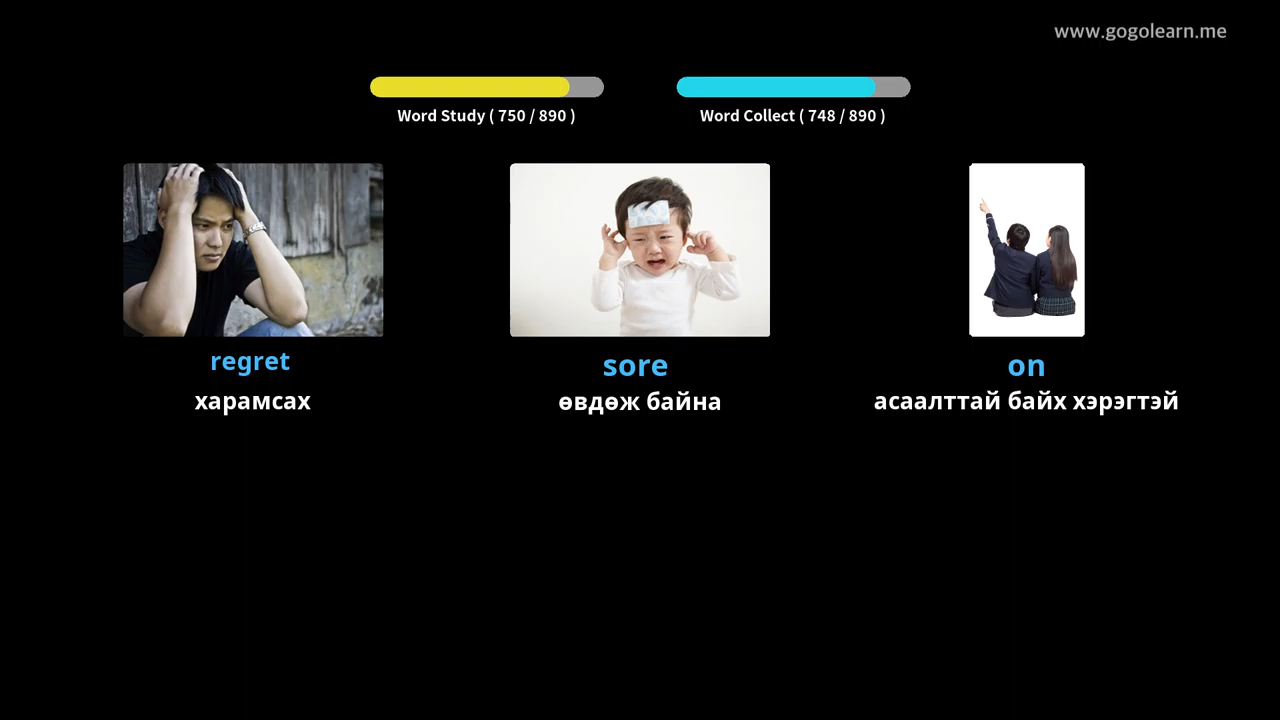 www.gogolearn.me
Word Study ( 750 / 890 )
Word Collect ( 748 / 890 )
regret
харамсах
sore
өвдөж байна
on
асаалттай байх хэрэгтэй